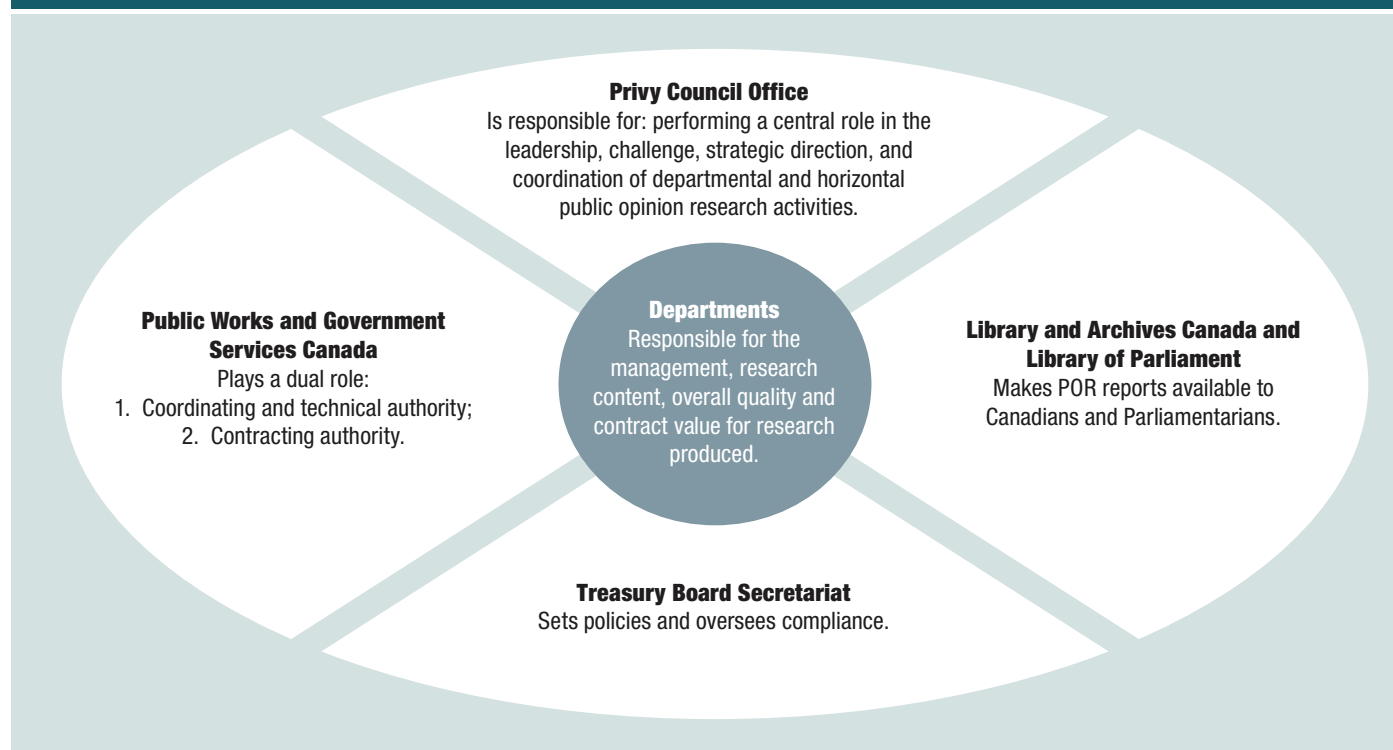 Privy Council Office
Is responsible for: performing a central role in the
leadership, challenge, strategic direction, and
coordination of departmental and horizontal
public opinion research activities.
Public Works and Government
Services Canada
Plays a dual role:
1. Coordinating and technical authority;
2. Contracting authority.
Departments
Responsible for the
management, research
content, overall quality and
contract value for research
produced.
Library and Archives Canada and
Library of Parliament
Makes POR reports available to
Canadians and Parliamentarians.
Treasury Board Secretariat
Sets policies and oversees compliance.